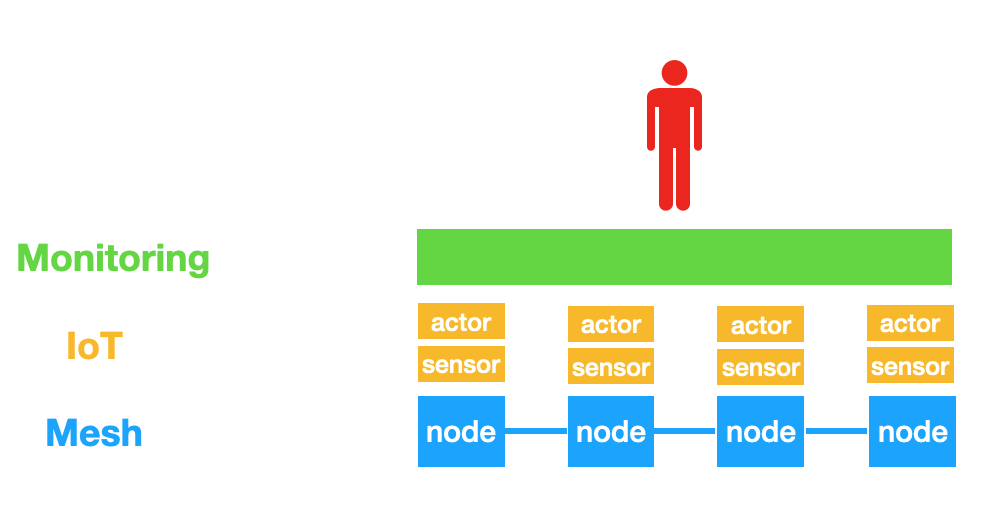 Monitoring
IoT
actor actor actor actor
sensor sensor sensor sensor
Mesh
node node node node